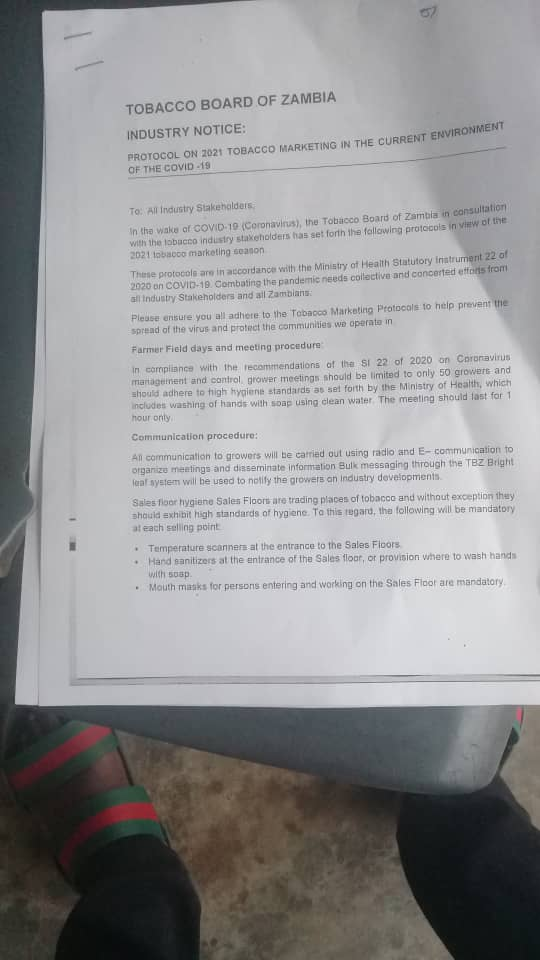 TOBACCO BOARD OF ZAMBIA
INDUSTRY NOTICE:
PROTOCOL ON 2021 TOBACCO MARKETING IN THE CURRENT ENVIRONMENT
OF THE COVID -19
To: All Industry Stakeholders,
In the wake of COVID-19 (Coronavirus), the Tobacco Board of Zambia in consultation
with the tobacco industry stakeholders has set forth the following protocols in view of the
2021 tobacco marketing season.
These protocols are in accordance with the Ministry of Health Statutory Instrument 22 of
2020 on COVID-19. Combating the pandemic needs collective and concerted efforts from
all Industry Stakeholders and all Zambians.
Please ensure you all adhere to the Tobacco Marketing Protocols to help prevent the
spread of the virus and protect the communities we operate in.
Farmer Field days and meeting procedure:
In compliance with the recommendations of the SI 22 of 2020 on Coronavirus
management and control, grower meetings should be limited to only 50 growers and
should adhere to high hygiene standards as set forth by the Ministry of Health, which
includes washing of hands with soap using clean water. The meeting should last for 1
hour only.
Communication procedure:
All communication to growers will be carried out using radio and E– communication to
organize meetings and disseminate information Bulk messaging through the TBZ Bright
leaf system will be used to notify the growers on industry developments.
Sales floor hygiene Sales Floors are trading places of tobacco and without exception they
should exhibit high standards of hygiene. To this regard, the following will be mandatory
at each selling point:
• Temperature scanners at the entrance to the Sales Floors.
• Hand sanitizers at the entrance of the Sales floor, or provision where to wash hands
with soap.
• Mouth masks for persons entering and working on the Sales Floor are mandatory.